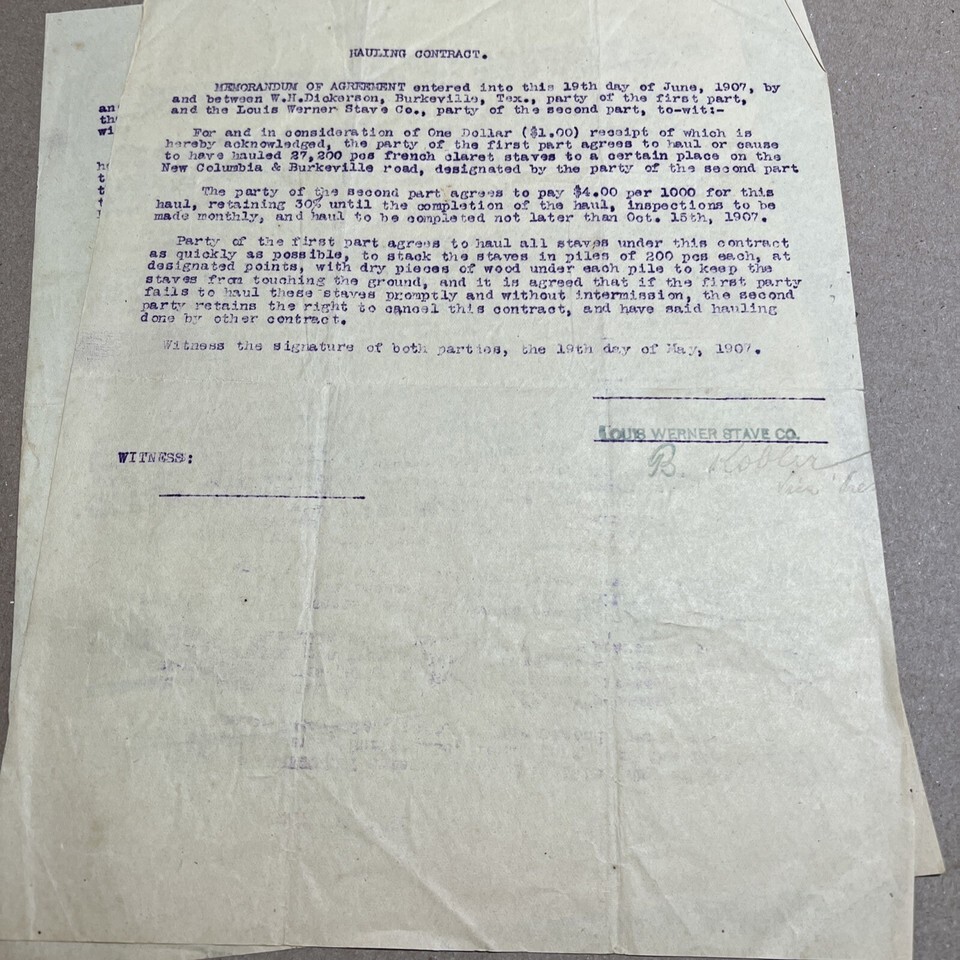 HAULING CONTRACT.
MEMORANDUM OF AGREEMENT entered into this 19th day of June, 1907, by
and between W.H.Dickerson, Burkeville, Tex., party of the first part,
and the Louis Werner Stave Co., party of the second part, to-wit:-
For and in consideration of One Dollar ($1.00) receipt of which is
hereby acknowledged, the party of the first part agrees to haul or cause
to have hauled 27,200 pcs french claret staves to a certain place on the
New Columbia & Burkeville road, designated by the party of the second part
The party of the second part agrees to pay $4.00 per 1000 for this
haul, retaining 30% until the completion of the haul, inspections to be
made monthly, and haul to be completed not later than Oct. 15th, 1907.
Party of the first part agrees to haul all staves under this contract
as quickly as possible, to stack the staves in piles of 200 pcs each, at
designated points, with dry pieces of wood under each pile to keep the
staves from touching the ground, and it is agreed that if the first party
fails to haul these staves promptly and without intermission, the second
party retains the right to cancel this contract, and have said hauling
done by other contract.
Witness the signature of both parties, the 19th day of May, 1907.
LOUIS WERNER STAVE CO.
B.
WITNESS: